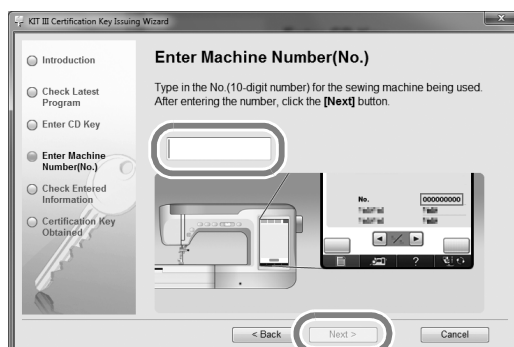 KIT III Certification Key Issuing Wizard
Introduction
Check Latest
Program
Enter CD Key
Enter Machine
Number(No.)
Check Entered
Information
Certification Key
Obtained
Enter Machine Number(No.)
Type in the No.(10-digit number) for the sewing machine being used.
After entering the number, click the [Next] button.
No.
000000000
?
< Back
Next >
Cancel